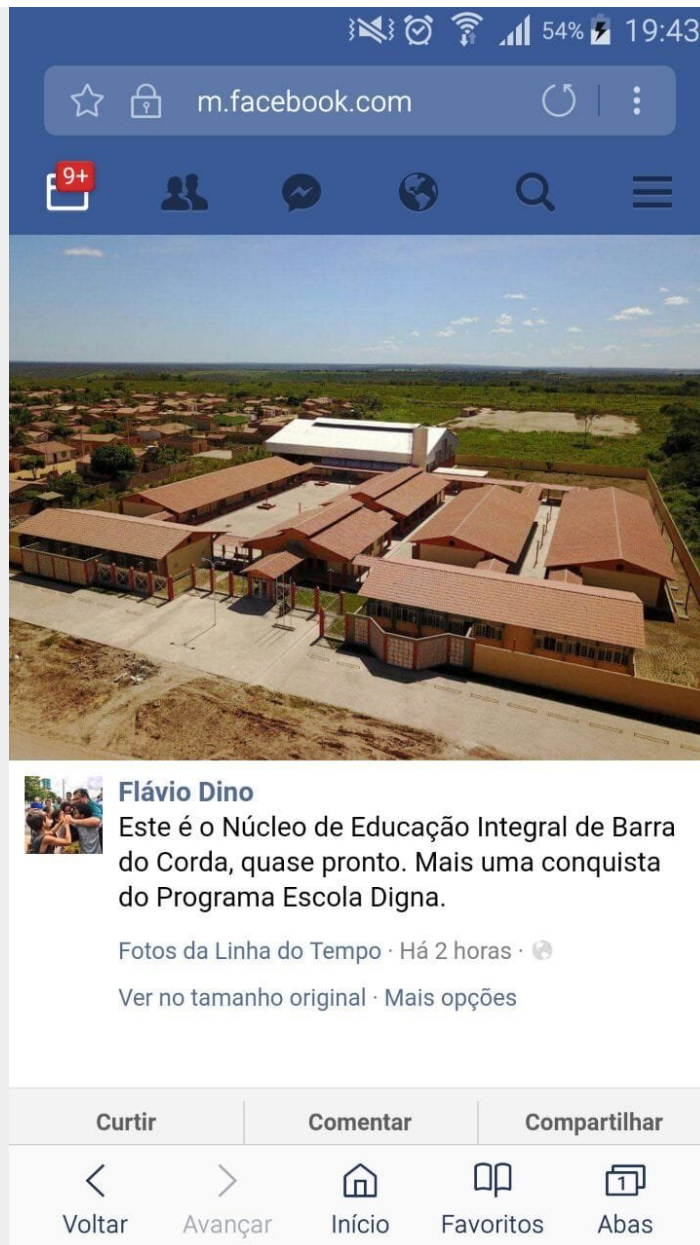 54% 19:43
m.facebook.com
9+
Flávio Dino
Este é o Núcleo de Educação Integral de Barra
do Corda, quase pronto. Mais uma conquista
do Programa Escola Digna.
Fotos da Linha do Tempo · Há 2 horas ·
Ver no tamanho original · Mais opções
Curtir Comentar Compartilhar
1
Voltar Avançar Início Favoritos Abas